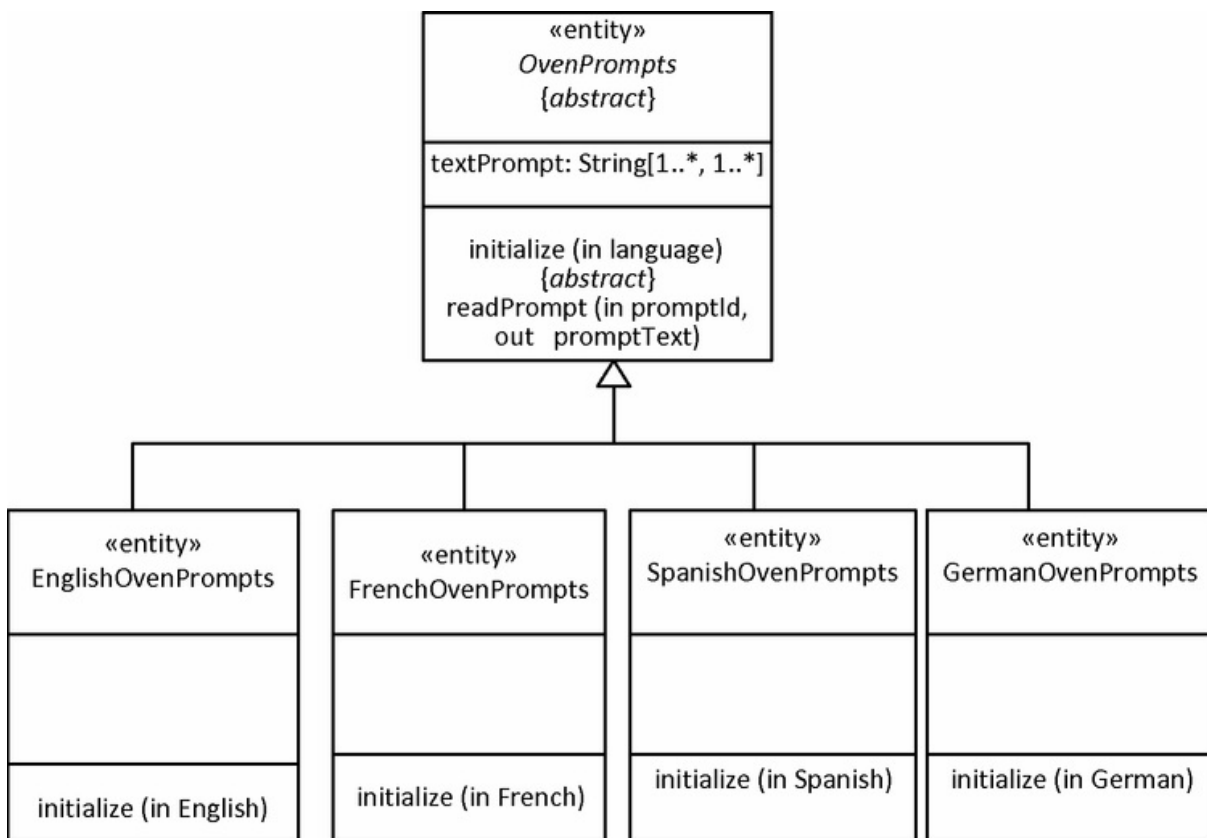 «entity»
OvenPrompts
{abstract}
textPrompt: String[1..*, 1..*]
initialize (in language)
{abstract}
readPrompt (in promptId,
out promptText)
«entity»
EnglishOvenPrompts
initialize (in English)
«entity»
FrenchOvenPrompts
initialize (in French)
«entity»
SpanishOvenPrompts
initialize (in Spanish)
«entity»
GermanOvenPrompts
initialize (in German)